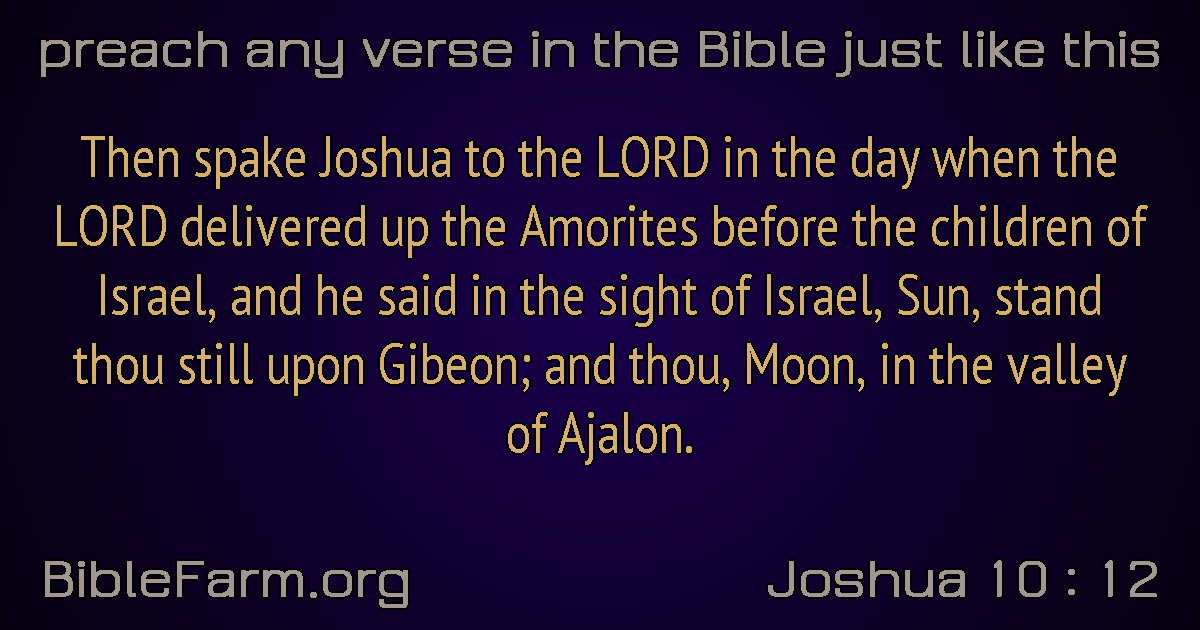 preach any verse in the Bible just like this
Then spake Joshua to the LORD in the day when the
LORD delivered up the Amorites before the children of
Israel, and he said in the sight of Israel, Sun, stand
thou still upon Gibeon; and thou, Moon, in the valley
of Ajalon.
BibleFarm.org
Joshua 10 : 12